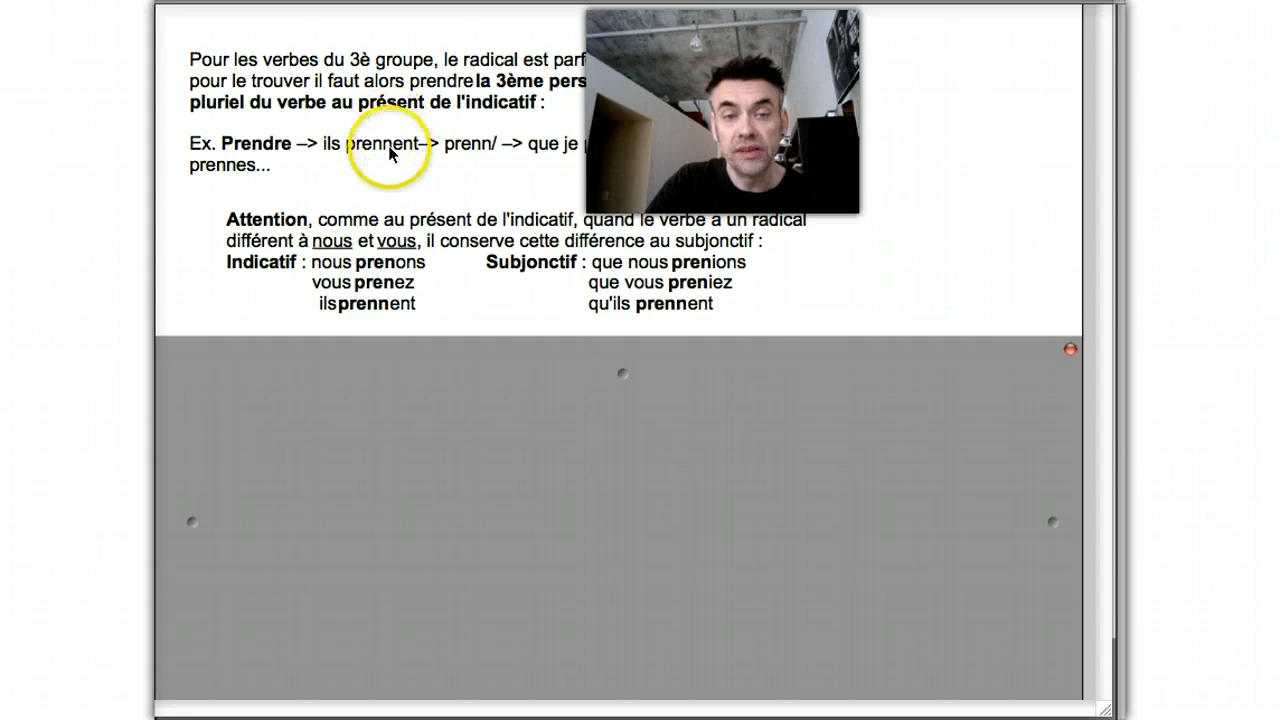 Pour les verbes du 3è groupe, le radical est
pour le trouver il faut alors prendre la 3ème
pluriel du verbe au présent de l'indicatif :
Ex. Prendre –> ils prennent–> prenn/ –> que je
prennes...
Attention, comme au présent de l'indicatif, quand le verbe a un radical
différent à nous et vous, il conserve cette différence au subjonctif :
Indicatif : nous prenons Subjonctif : que nous prenions
vous prenez que vous preniez
ils prennent qu'ils prennent